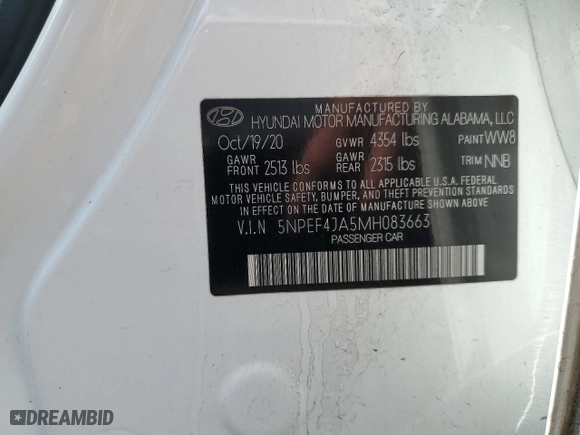 MANUFACTURED BY
HYUNDAI MOTOR MANUFACTURING ALABAMA, LLC
Oct/19/20 GVWR 4354 lbs PAINT WW8
GAWR FRONT 2513 lbs GAWR REAR 2315 lbs TRIM NNB
THIS VEHICLE CONFORMS TO ALL APPLICABLE U.S.A. FEDERAL
MOTOR VEHICLE SAFETY, BUMPER, AND THEFT PREVENTION STANDARDS
IN EFFECT ON THE DATE OF MANUFACTURE SHOWN ABOVE.
V.I.N 5NPEF4JA5MH083663
PASSENGER CAR
DREAMBID